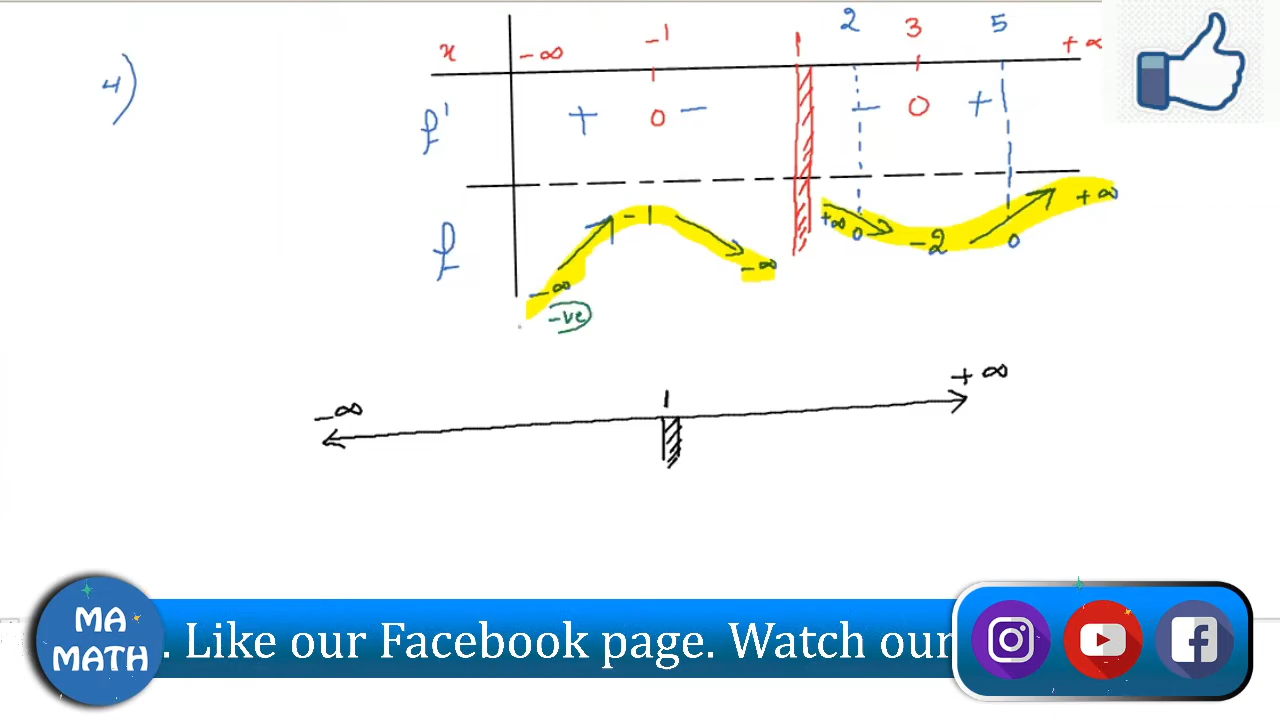 4)
x -∞ -1 1 2 3 5 +∞
f' + 0 - - 0 +
f -∞ -1 -∞ +∞ 0 -2 0 +∞
-ve
-∞ 1 +∞
MA
MATH
. Like our Facebook page. Watch our